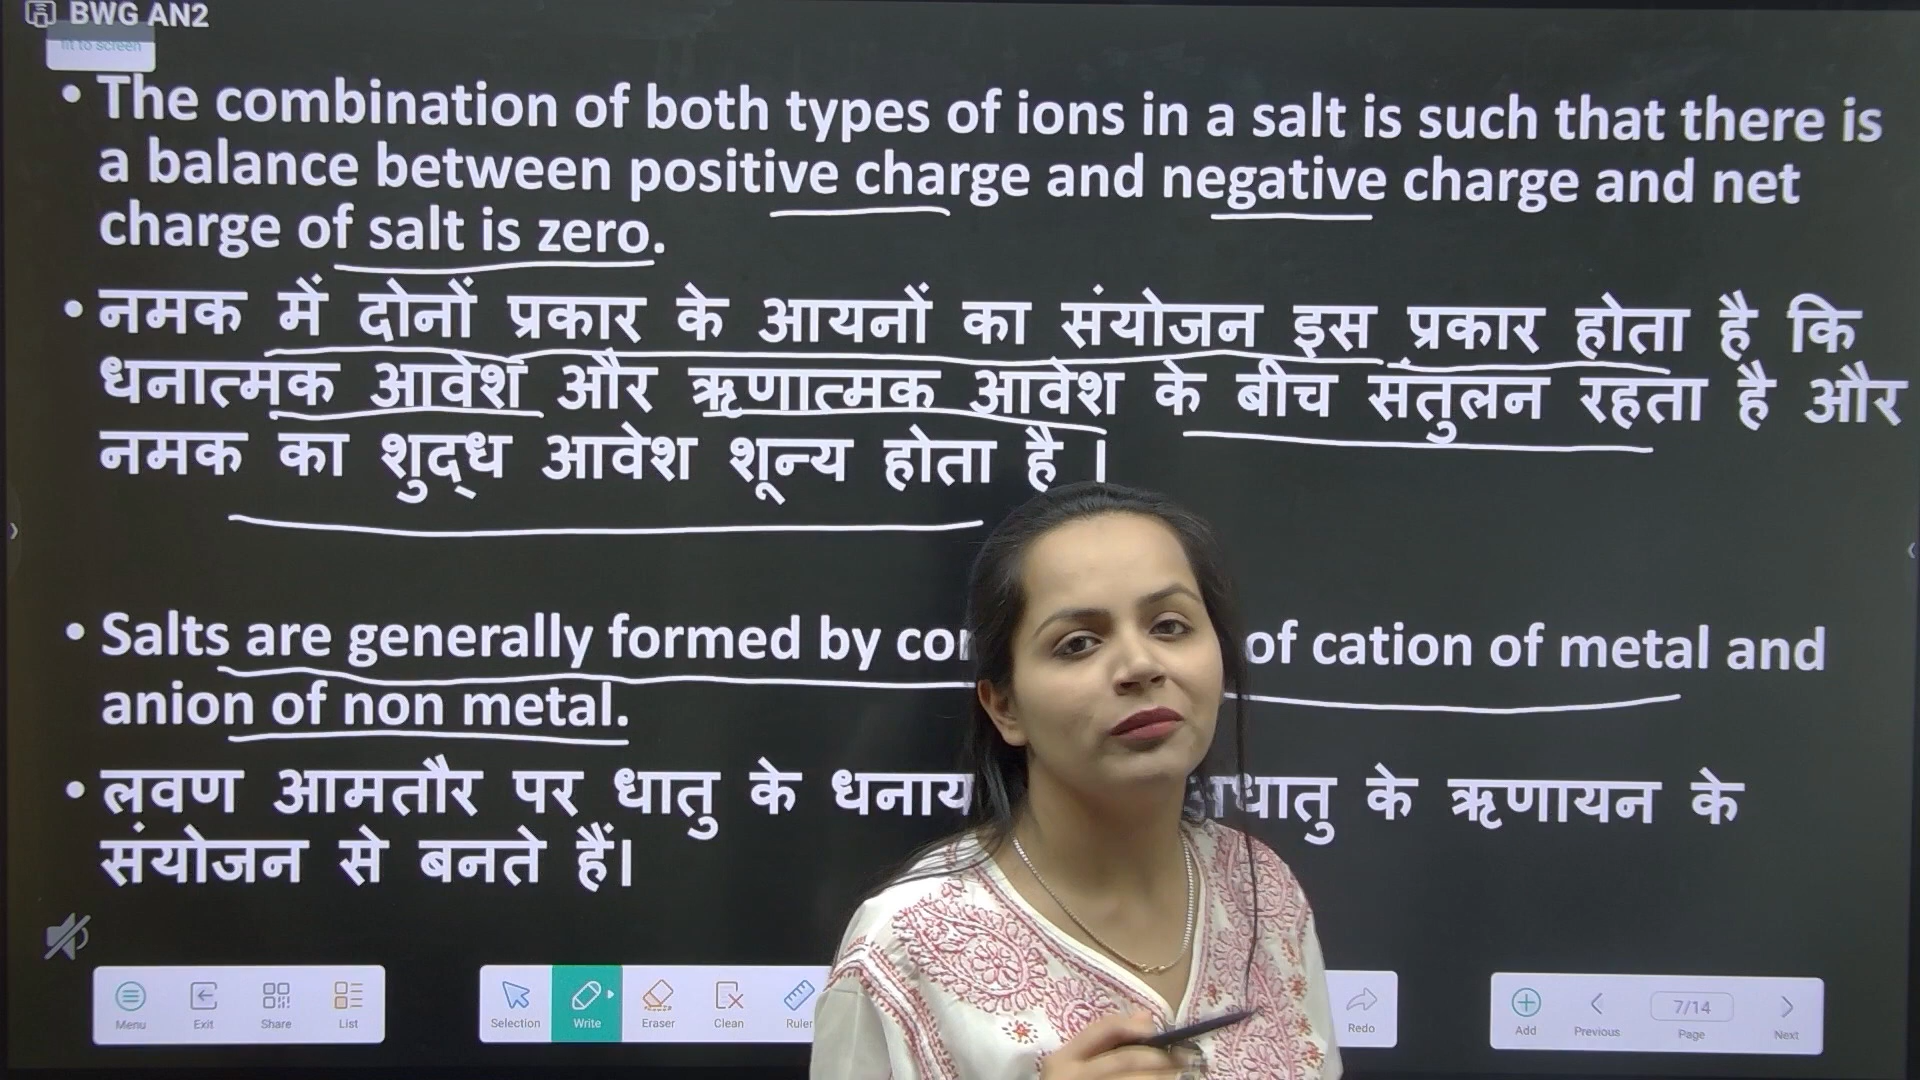 BWG AN2
fit to screen
• The combination of both types of ions in a salt is such that there is
a balance between positive charge and negative charge and net
charge of salt is zero.
• नमक में दोनों प्रकार के आयनों का संयोजन इस प्रकार होता है कि
धनात्मक आवेश और ऋणात्मक आवेश के बीच संतुलन रहता है और
नमक का शुद्ध आवेश शून्य होता है ।
• Salts are generally formed by of cation of metal and
anion of non metal.
• लवण आमतौर पर धातु के के ऋणायन के
संयोजन से बनते हैं।
Menu Exit Share List Selection Write Eraser Clean Ruler Redo Add Previous 7/14 Page Next